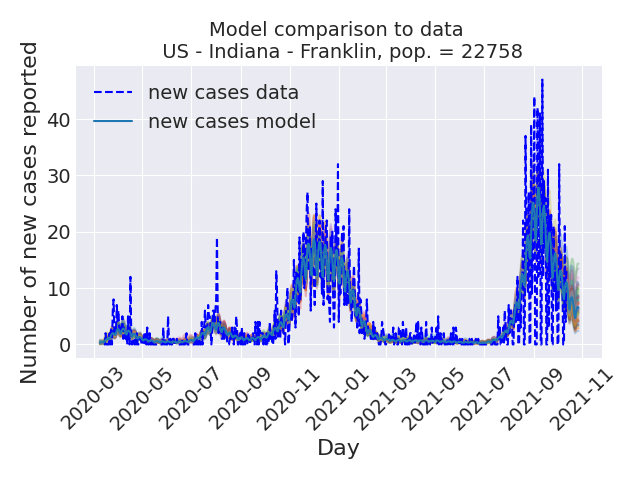 Model comparison to data
US - Indiana - Franklin, pop. = 22758
Number of new cases reported
new cases data
new cases model
40
30
20
10
0
2020-03
2020-05
2020-07
2020-09
2020-11
2021-01
2021-03
2021-05
2021-07
2021-09
2021-11
Day